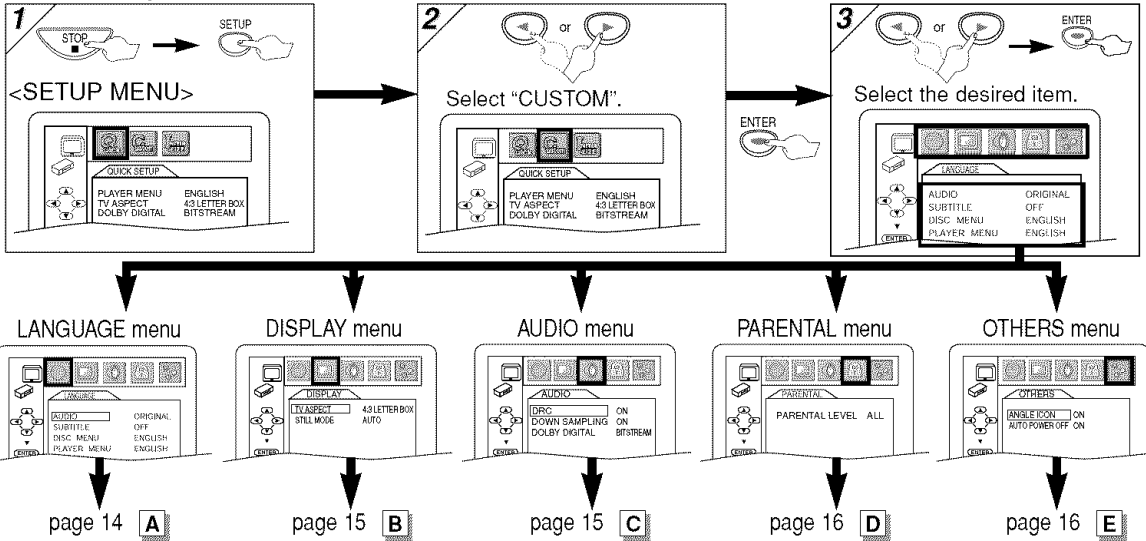 1
STOP
SETUP
<SETUP MENU>
QUICK SETUP
PLAYER MENU ENGLISH
TV ASPECT 4:3 LETTER BOX
DOLBY DIGITAL BITSTREAM
2
or
Select “CUSTOM”.
QUICK SETUP
PLAYER MENU ENGLISH
TV ASPECT 4:3 LETTER BOX
DOLBY DIGITAL BITSTREAM
ENTER
3
or
ENTER
Select the desired item.
LANGUAGE
AUDIO ORIGINAL
SUBTITLE OFF
DISC MENU ENGLISH
PLAYER MENU ENGLISH
ENTER
LANGUAGE menu
LANGUAGE
AUDIO ORIGINAL
SUBTITLE OFF
DISC MENU ENGLISH
PLAYER MENU ENGLISH
ENTER
page 14 A
DISPLAY menu
DISPLAY
TV ASPECT 4:3 LETTER BOX
STILL MODE AUTO
ENTER
page 15 B
AUDIO menu
AUDIO
DRC ON
DOWN SAMPLING ON
DOLBY DIGITAL BITSTREAM
ENTER
page 15 C
PARENTAL menu
PARENTAL
PARENTAL LEVEL ALL
ENTER
page 16 D
OTHERS menu
OTHERS
ANGLE ICON ON
AUTO POWER OFF ON
ENTER
page 16 E